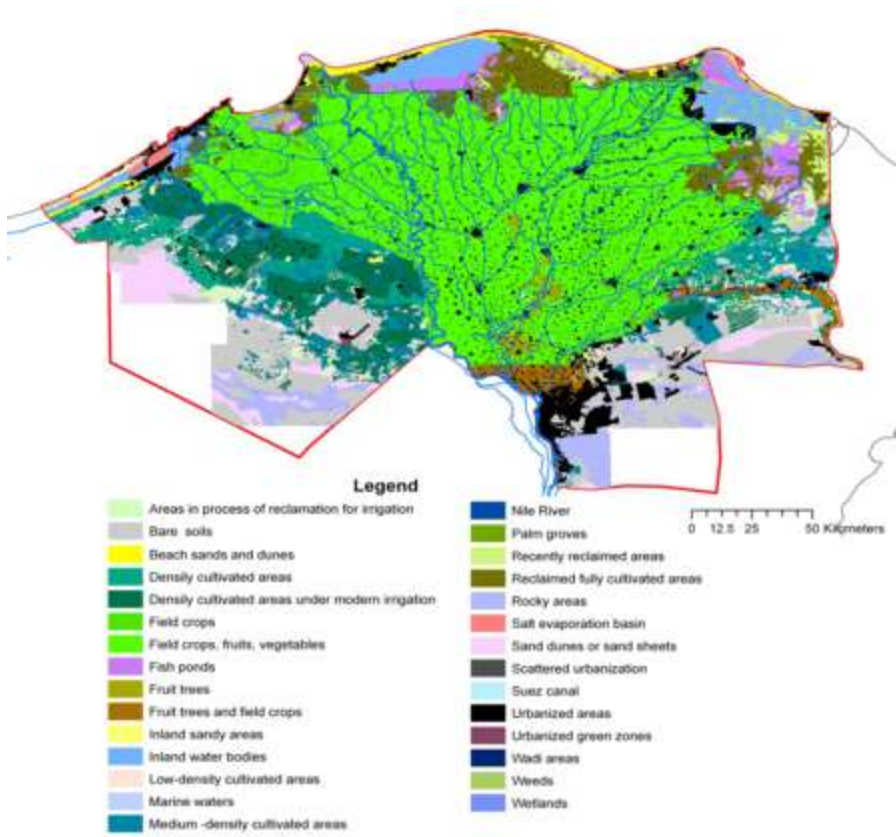 Legend
Areas in process of reclamation for irrigation
Bare soils
Beach sands and dunes
Densily cultivated areas
Densily cultivated areas under modern irrigation
Field crops
Field crops, fruits, vegetables
Fish ponds
Fruit trees
Fruit trees and field crops
Inland sandy areas
Inland water bodies
Low-density cultivated areas
Marine waters
Medium -density cultivated areas
Nile River
Palm groves
Recently reclaimed areas
Reclaimed fully cultivated areas
Rocky areas
Salt evaporation basin
Sand dunes or sand sheets
Scattered urbanization
Suez canal
Urbanized areas
Urbanized green zones
Wadi areas
Weeds
Wetlands
0 12.5 25 50 Kilometers